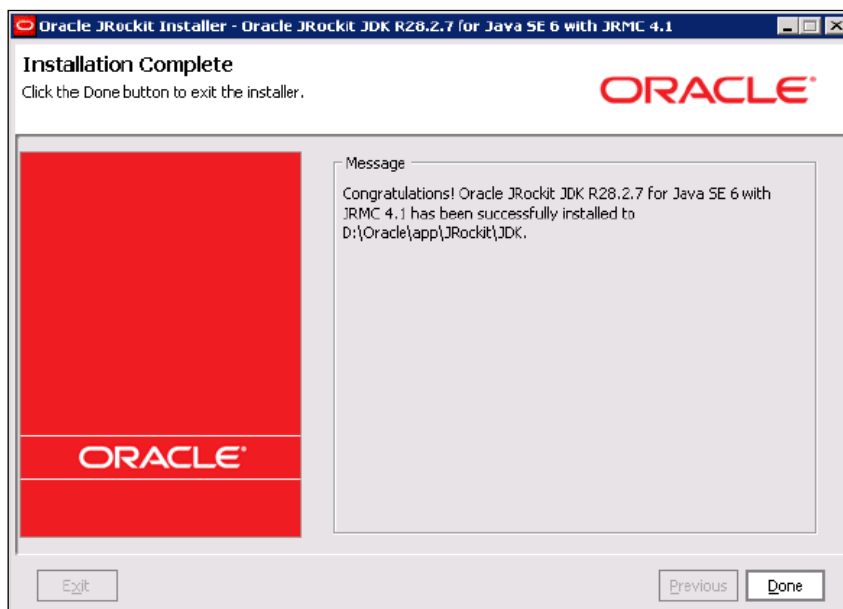 Oracle JRockit Installer - Oracle JRockit JDK R28.2.7 for Java SE 6 with JRMC 4.1
Installation Complete
Click the Done button to exit the installer.
ORACLE
Message
Congratulations! Oracle JRockit JDK R28.2.7 for Java SE 6 with
JRMC 4.1 has been successfully installed to
D:\Oracle\app\JRockit\JDK.
ORACLE
Exit
Previous
Done